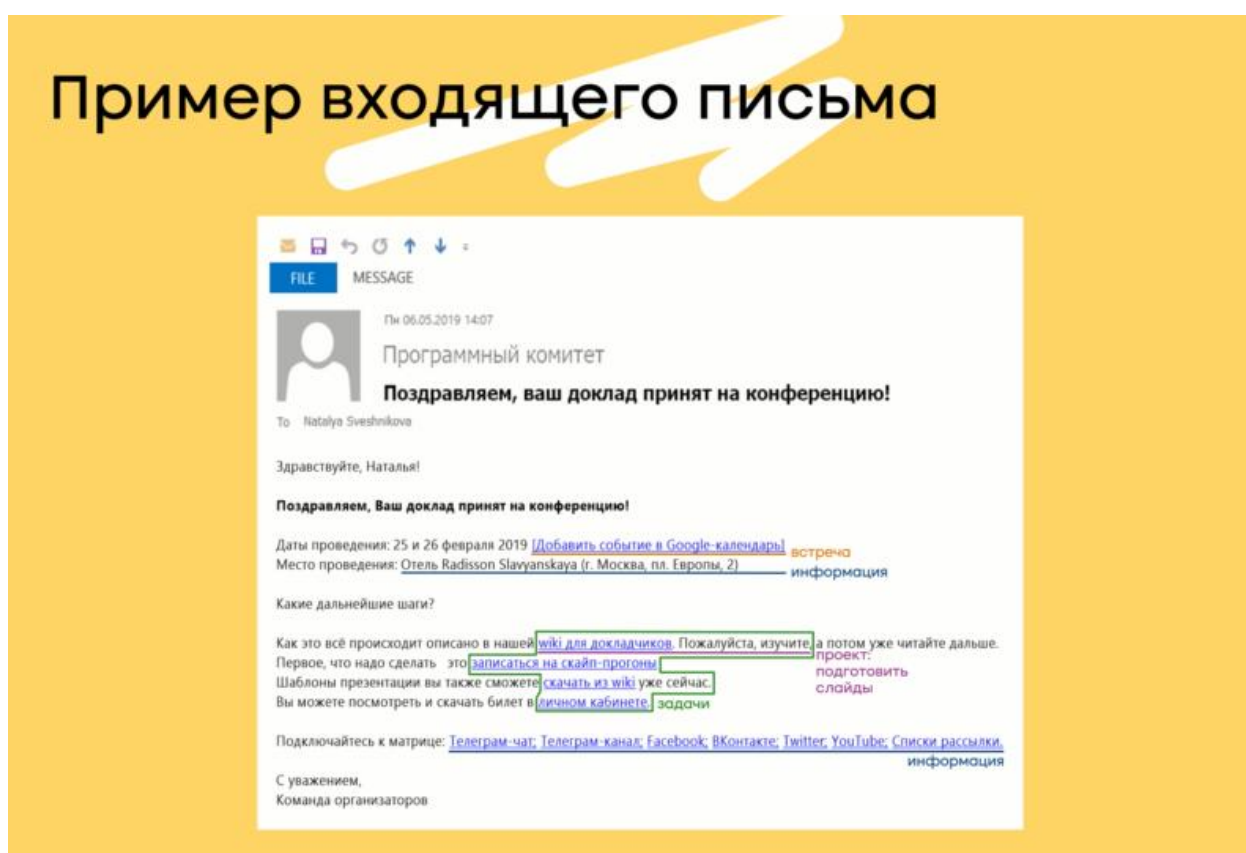 Пример входящего письма
FILE MESSAGE
Пн 06.05.2019 14:07
Программный комитет
Поздравляем, ваш доклад принят на конференцию!
To Natalya Sveshnikova
Здравствуйте, Наталья!
Поздравляем, Ваш доклад принят на конференцию!
Даты проведения: 25 и 26 февраля 2019 [Добавить событие в Google-календарь]
встреча
Место проведения: Отель Radisson Slavyanskaya (г. Москва, пл. Европы, 2)
информация
Какие дальнейшие шаги?
Как это всё происходит описано в нашей wiki для докладчиков. Пожалуйста, изучите, а потом уже читайте дальше.
Первое, что надо сделать это записаться на скайп-прогоны
проект:
подготовить
слайды
Шаблоны презентации вы также сможете скачать из wiki уже сейчас.
Вы можете посмотреть и скачать билет в личном кабинете. задачи
Подключайтесь к матрице: Телеграм-чат; Телеграм-канал; Facebook; ВКонтакте; Twitter; YouTube; Списки рассылки.
информация
С уважением,
Команда организаторов